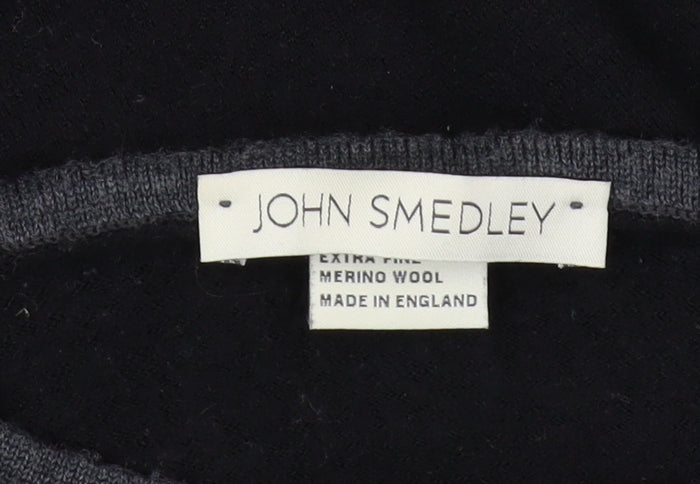 JOHN SMEDLEY
EXTRA FINE
MERINO WOOL
MADE IN ENGLAND